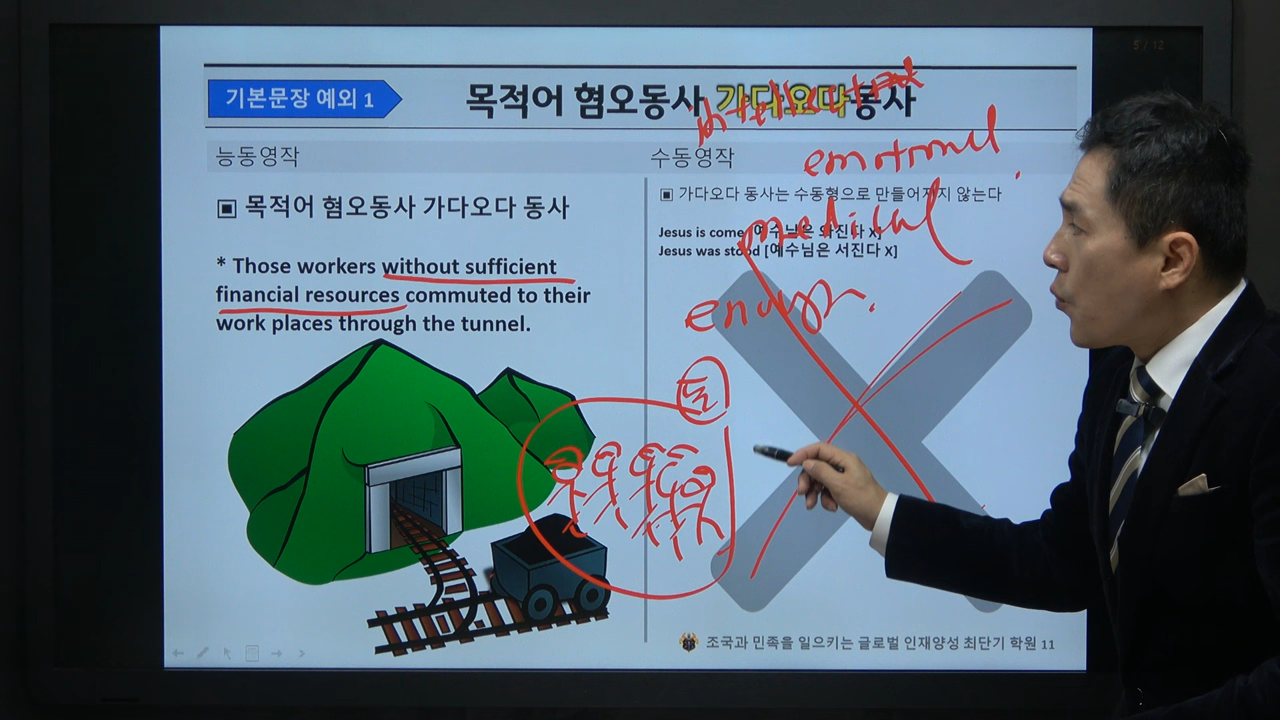 5 / 12
기본문장 예외 1
목적어 혐오동사 가다오다동사
emotional
능동영작
수동영작
▣ 목적어 혐오동사 가다오다 동사
▣ 가다오다 동사는 수동형으로 만들어지지 않는다
medical
Jesus is come [예수님은 와진다 X]
Jesus was stood [예수님은 서진다 X]
* Those workers without sufficient
financial resources commuted to their
work places through the tunnel.
돈
조국과 민족을 일으키는 글로벌 인재양성 최단기 학원 11